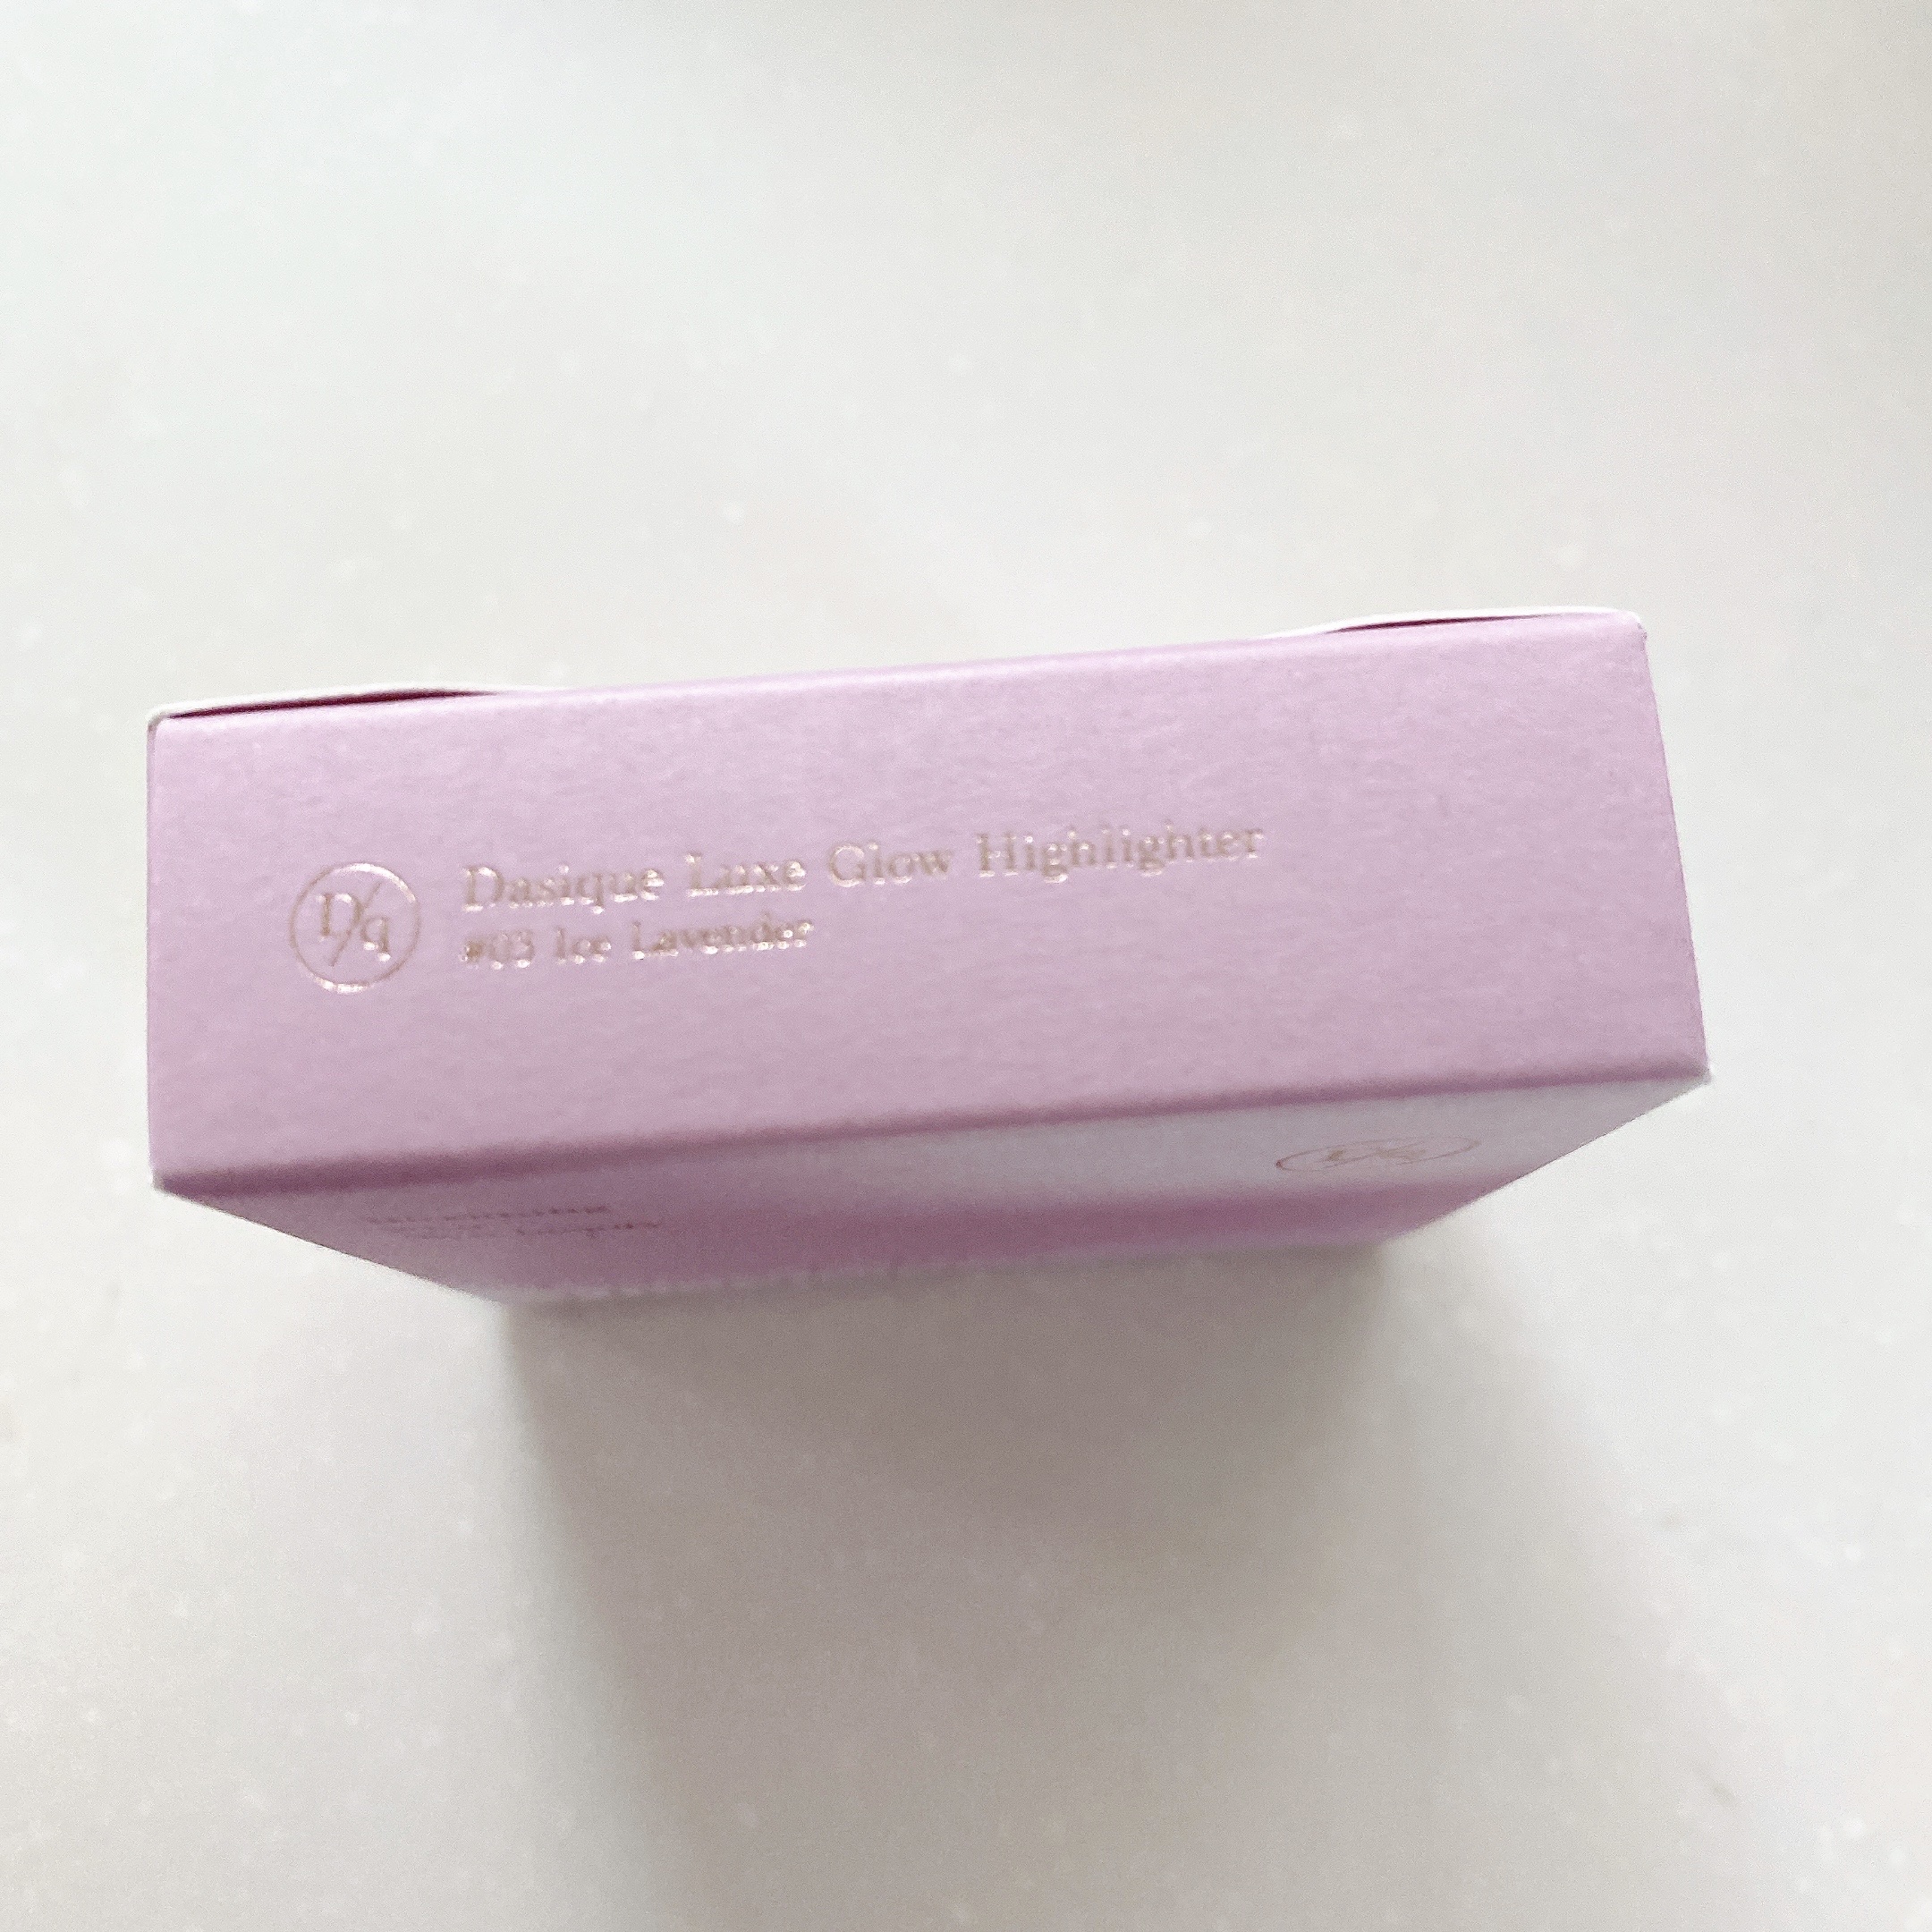 D/q
Dasique Luxe Glow Highlighter
#03 Ice Lavender
D/q